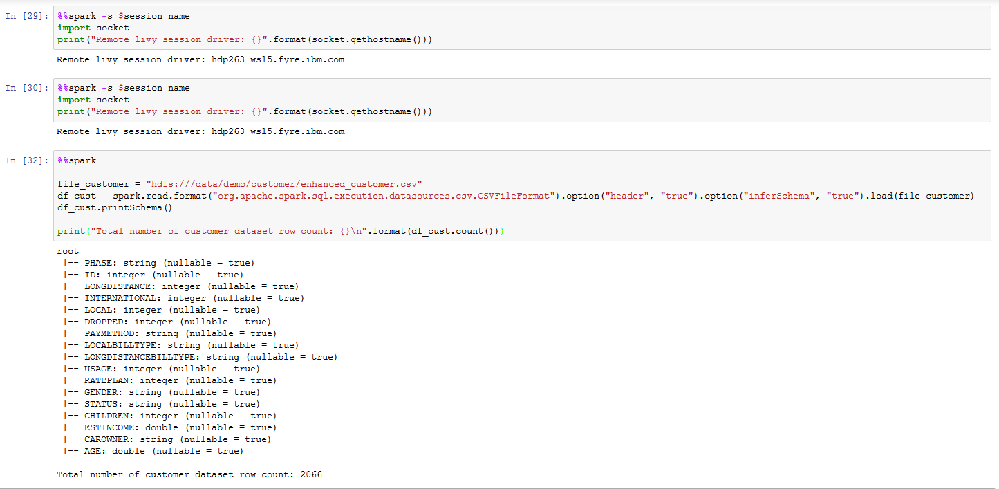 In [29]: %%spark -s $session_name
import socket
print("Remote livy session driver: {}".format(socket.gethostname()))
Remote livy session driver: hdp263-wsl5.fyre.ibm.com
In [30]: %%spark -s $session_name
import socket
print("Remote livy session driver: {}".format(socket.gethostname()))
Remote livy session driver: hdp263-wsl5.fyre.ibm.com
In [32]: %%spark
file_customer = "hdfs:///data/demo/customer/enhanced_customer.csv"
df_cust = spark.read.format("org.apache.spark.sql.execution.datasources.csv.CSVFileFormat").option("header", "true").option("inferSchema", "true").load(file_customer)
df_cust.printSchema()
print("Total number of customer dataset row count: {}\n".format(df_cust.count()))
root
|-- PHASE: string (nullable = true)
|-- ID: integer (nullable = true)
|-- LONGDISTANCE: integer (nullable = true)
|-- INTERNATIONAL: integer (nullable = true)
|-- LOCAL: integer (nullable = true)
|-- DROPPED: integer (nullable = true)
|-- PAYMETHOD: string (nullable = true)
|-- LOCALBILLTYPE: string (nullable = true)
|-- LONGDISTANCEBILLTYPE: string (nullable = true)
|-- USAGE: integer (nullable = true)
|-- RATEPLAN: integer (nullable = true)
|-- GENDER: string (nullable = true)
|-- STATUS: string (nullable = true)
|-- CHILDREN: integer (nullable = true)
|-- ESTINCOME: double (nullable = true)
|-- CAROWNER: string (nullable = true)
|-- AGE: double (nullable = true)
Total number of customer dataset row count: 2066